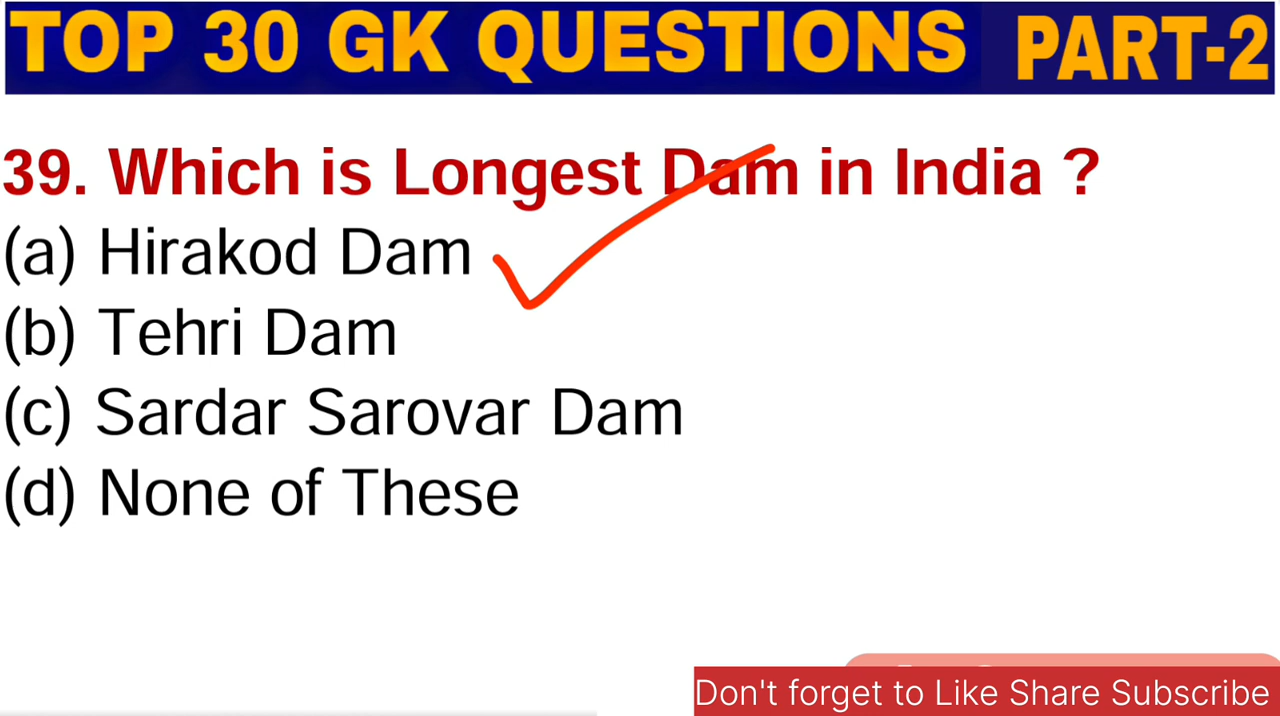 TOP 30 GK QUESTIONS PART-2
39. Which is Longest Dam in India ?
(a) Hirakod Dam
(b) Tehri Dam
(c) Sardar Sarovar Dam
(d) None of These
Don't forget to Like Share Subscribe